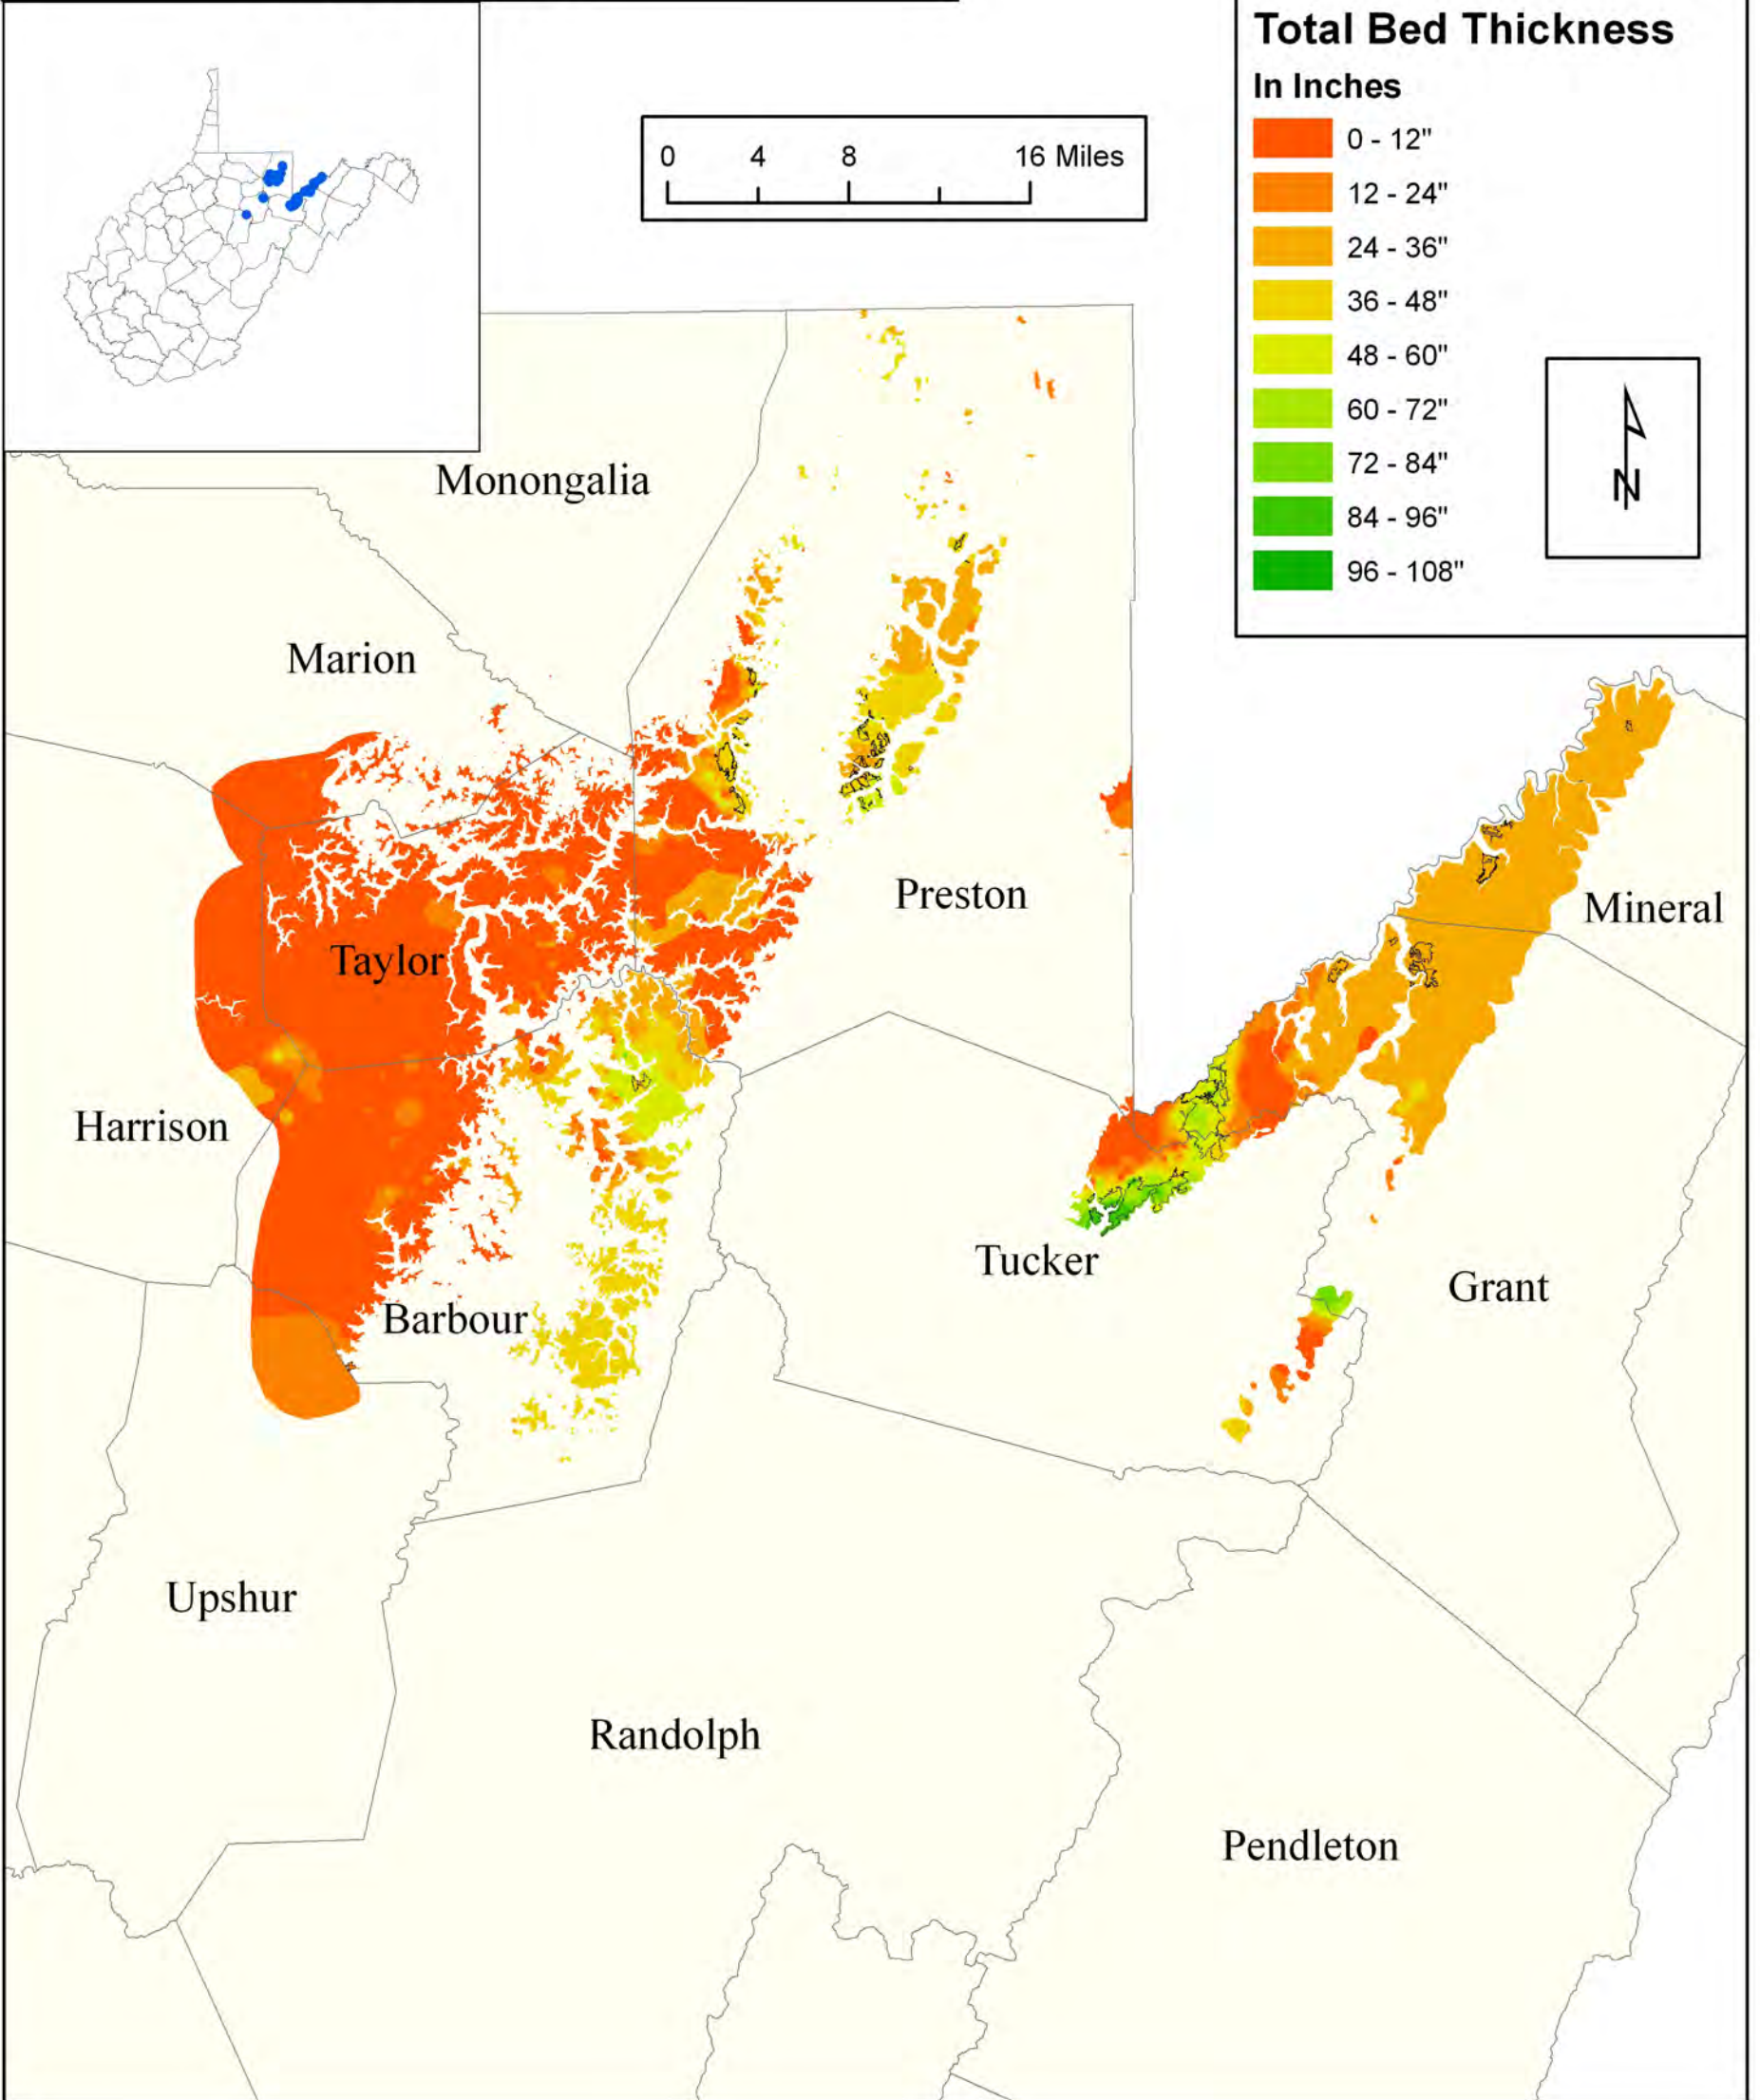 Total Bed Thickness
In Inches
0 - 12"
12 - 24"
24 - 36"
36 - 48"
48 - 60"
60 - 72"
72 - 84"
84 - 96"
96 - 108"
0 4 8 16 Miles
N
Monongalia
Marion
Preston
Mineral
Taylor
Harrison
Tucker
Grant
Barbour
Upshur
Randolph
Pendleton